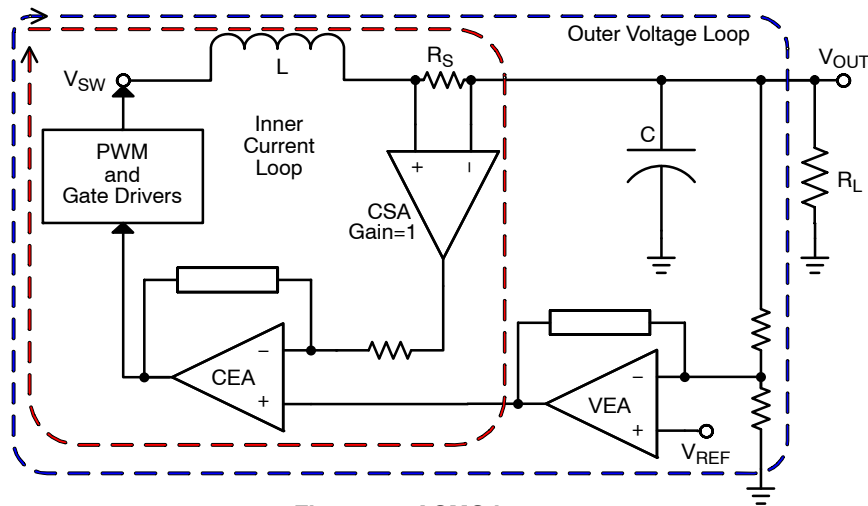 Outer Voltage Loop
V_OUT
V_SW
L
R_S
Inner
Current
Loop
PWM
and
Gate Drivers
+
−
CSA
Gain=1
C
R_L
−
CEA
+
−
VEA
+
V_REF